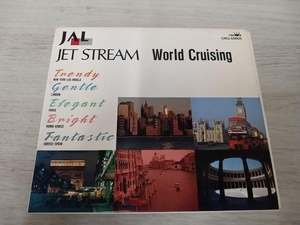 JAL
JET STREAM World Cruising
Trendy
NEW YORK·LOS ANGELES
Gentle
LONDON
Elegant
PARIS
Bright
ROMA·VENICE
Fantastic
GREECE·SPAIN